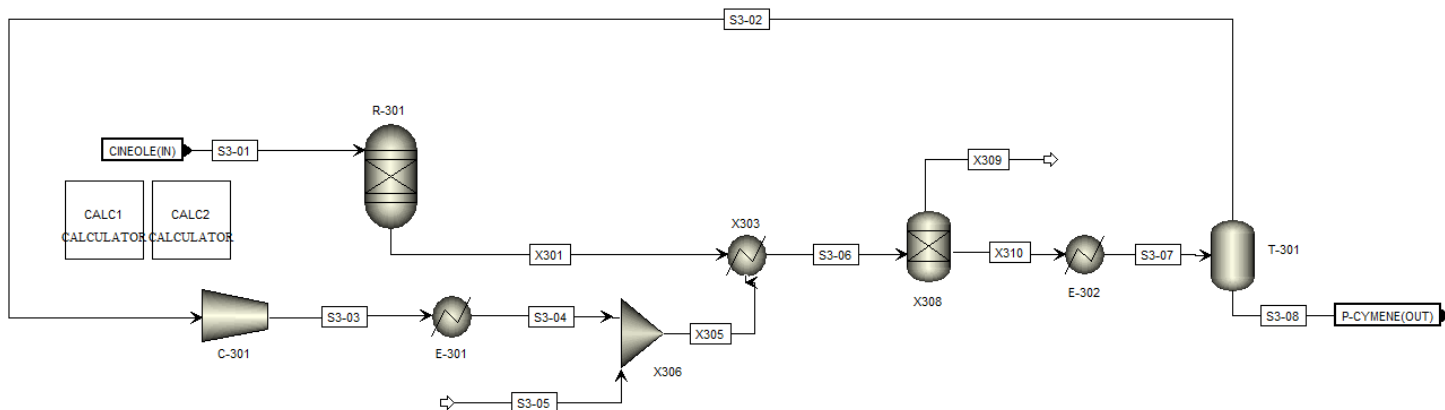 S3-02
R-301
CINEOLE(IN)
S3-01
X309
CALC1
CALCULATOR
CALC2
CALCULATOR
X303
X301
S3-06
X310
S3-07
T-301
X308
E-302
S3-03
S3-04
X305
S3-08
P-CYMENE(OUT)
C-301
E-301
X306
S3-05